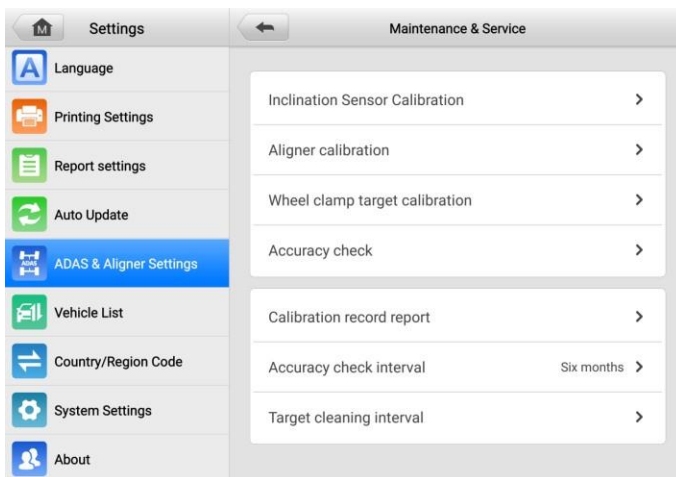 M
Settings
Maintenance & Service
A
Language
Printing Settings
Report settings
Auto Update
ADAS
ADAS & Aligner Settings
Vehicle List
Country/Region Code
System Settings
About
Inclination Sensor Calibration
Aligner calibration
Wheel clamp target calibration
Accuracy check
Calibration record report
Accuracy check interval Six months
Target cleaning interval